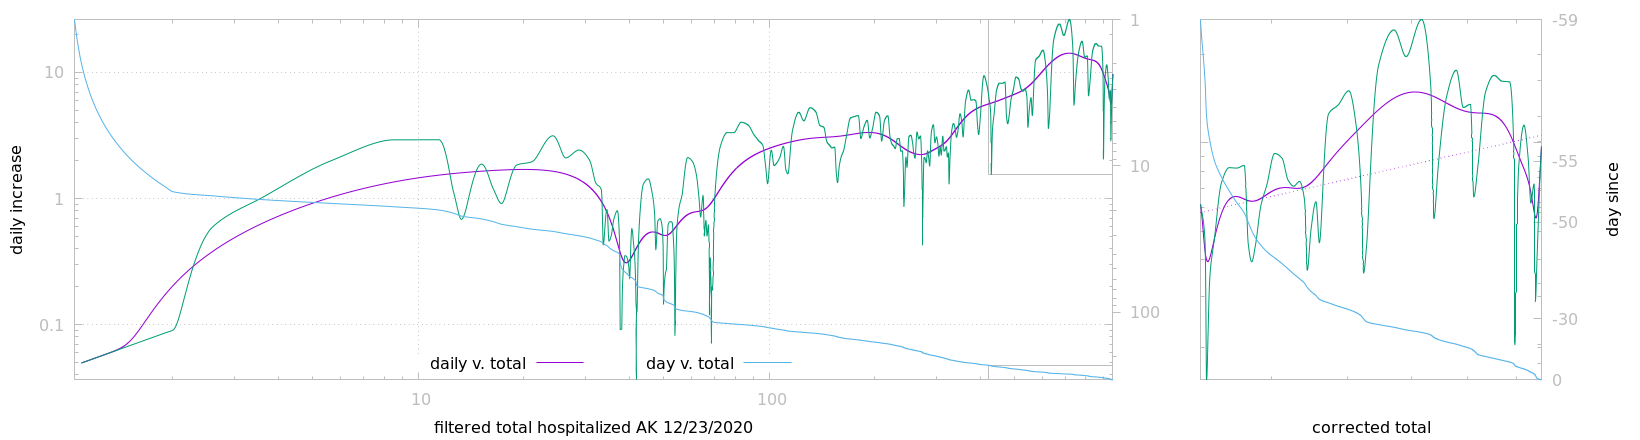 daily increase
10
1
0.1
daily v. total
day v. total
10
100
filtered total hospitalized AK 12/23/2020
1
10
100
corrected total
-59
-55
-50
-30
0
day since